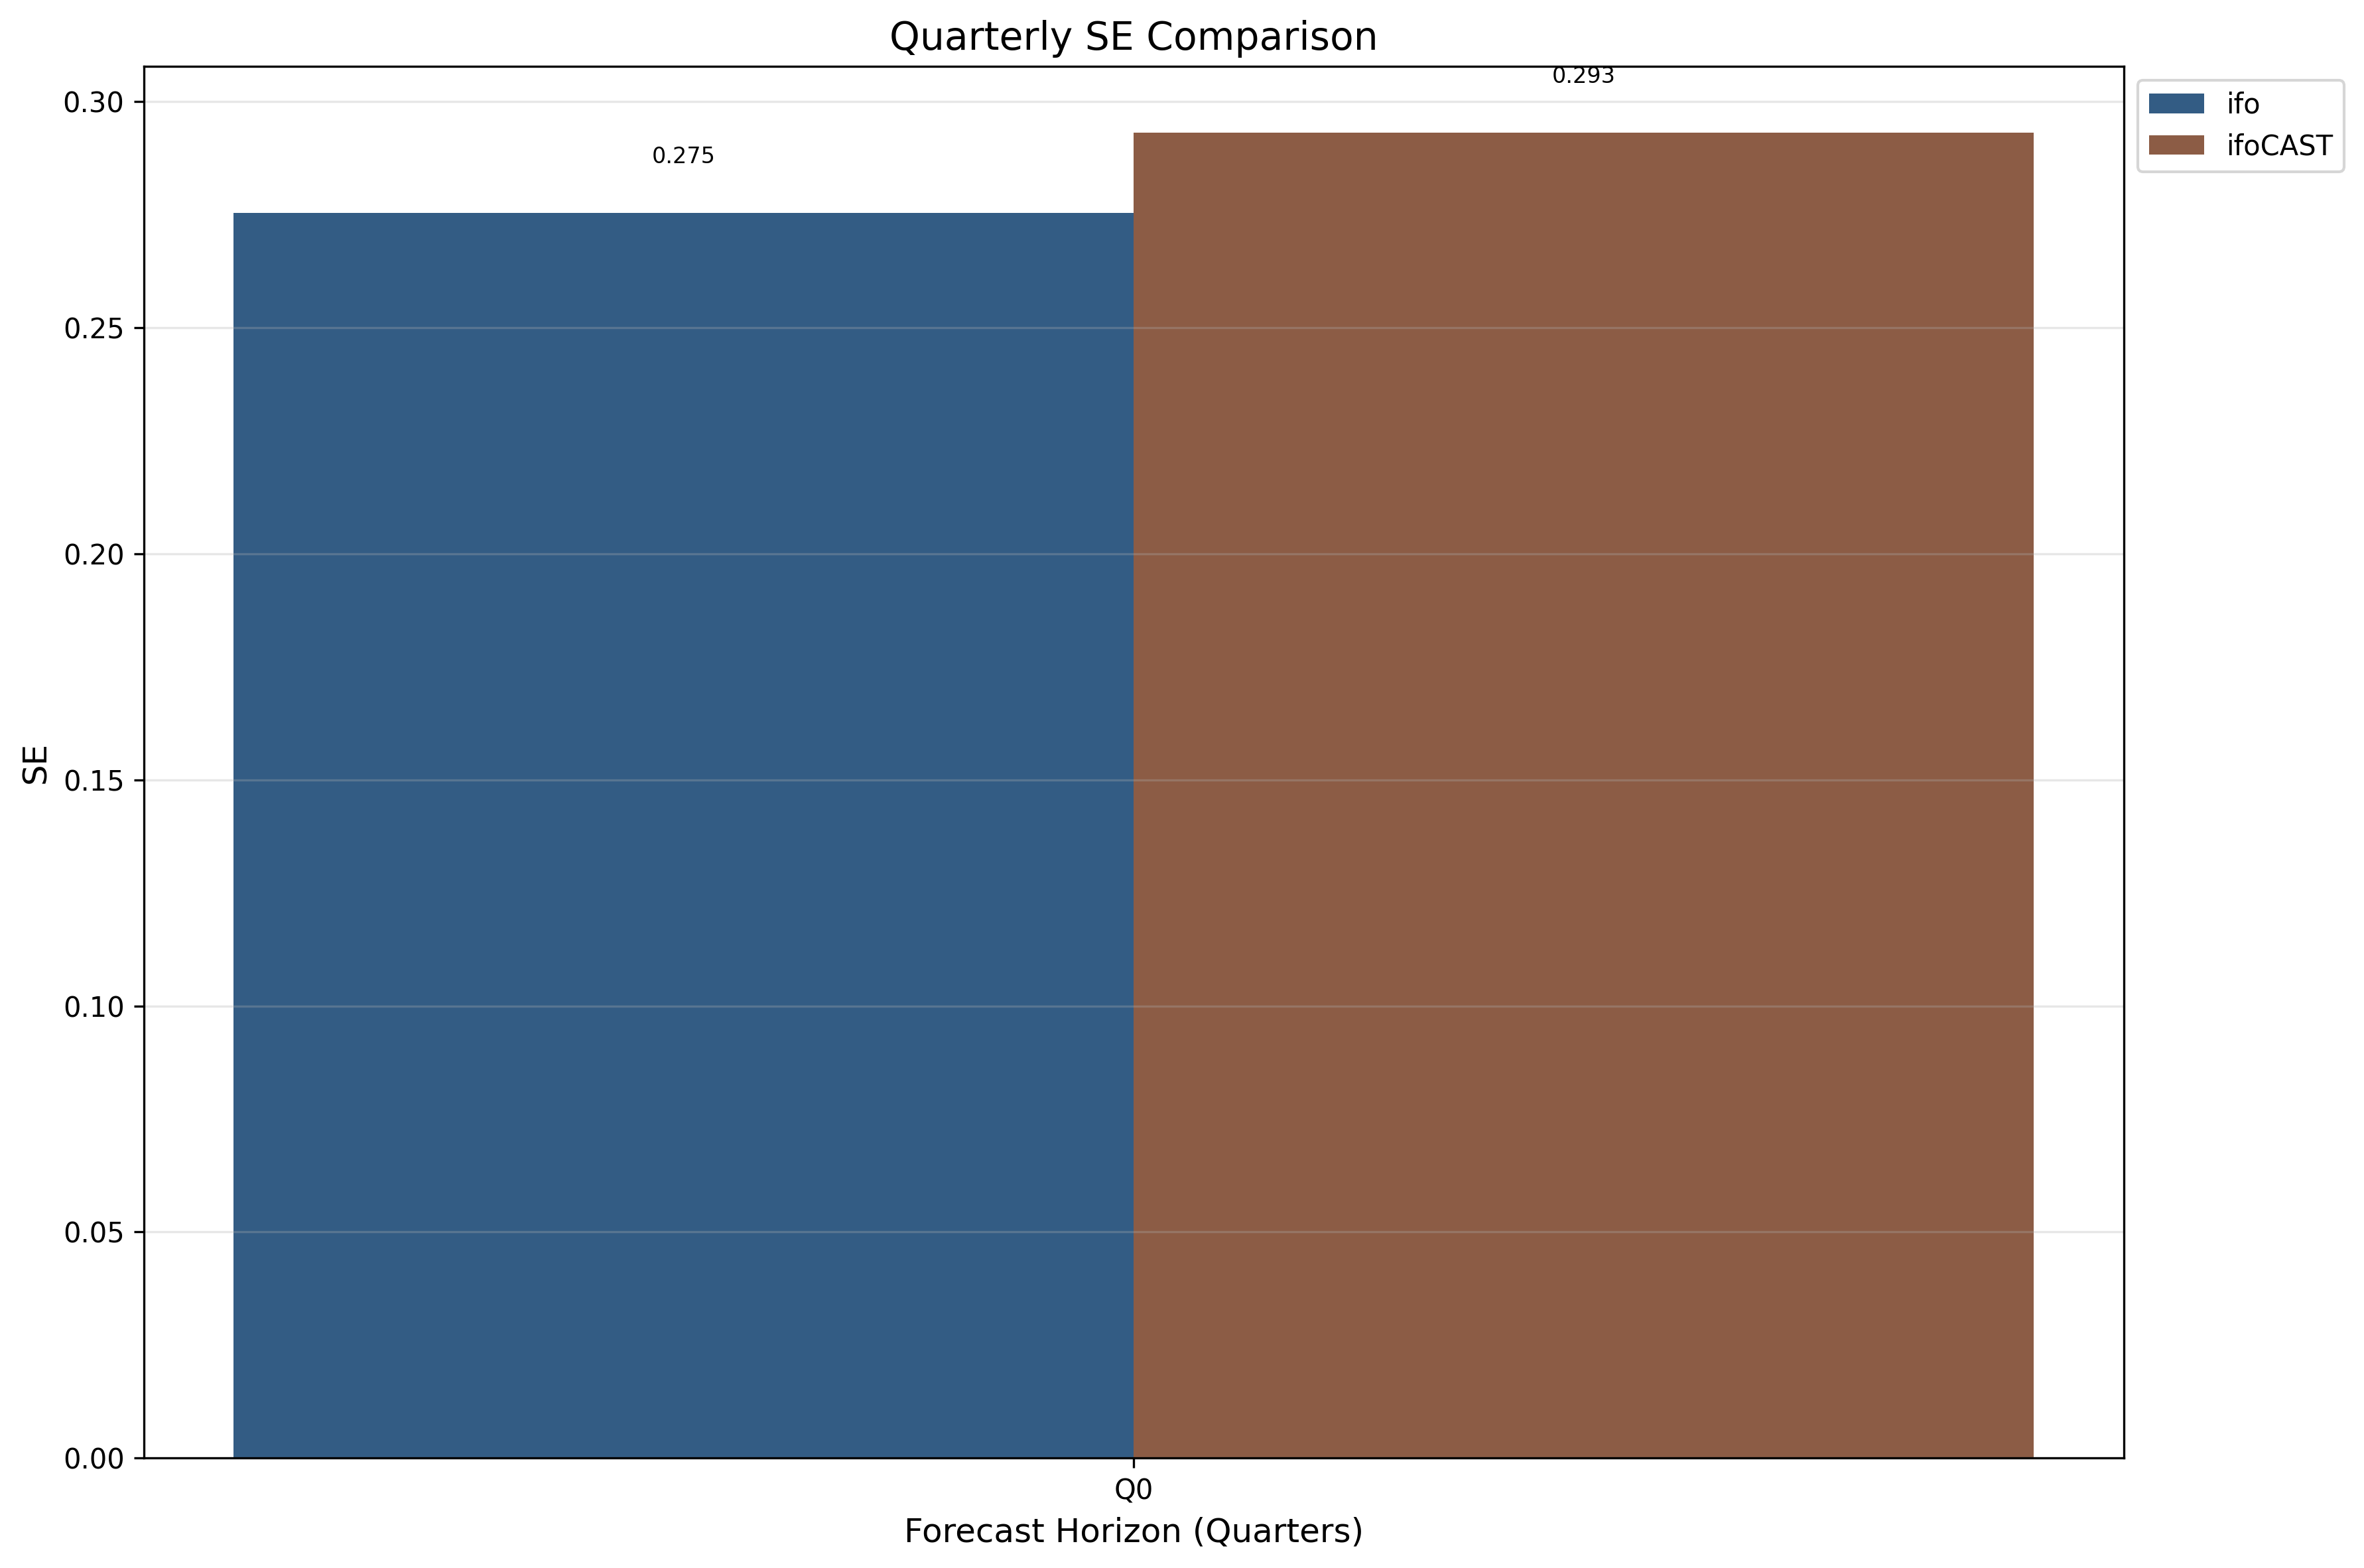 Quarterly SE Comparison
0.293
0.275
ifo
ifoCAST
0.30
0.25
0.20
0.15
0.10
0.05
0.00
SE
Q0
Forecast Horizon (Quarters)